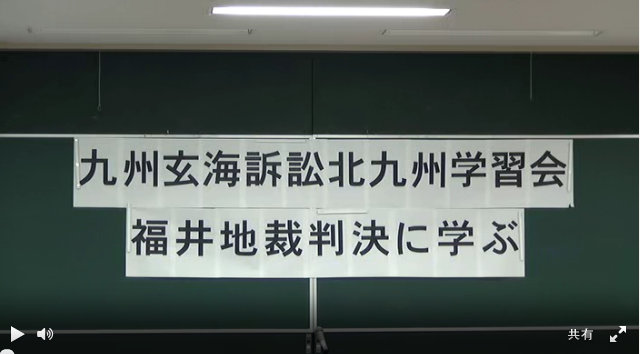 九州玄海訴訟北九州学習会
福井地裁判決に学ぶ
共有